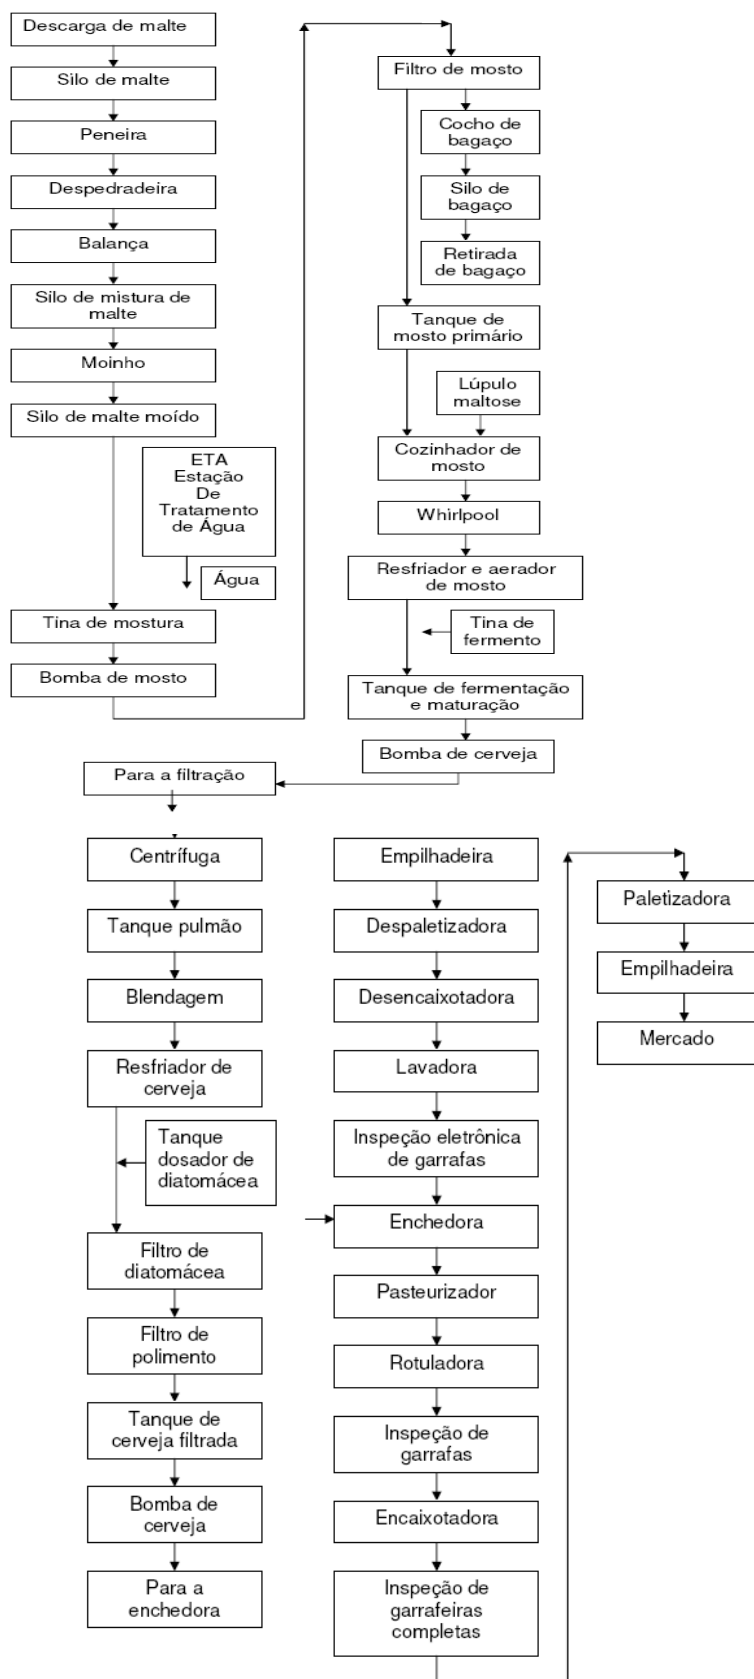 Descarga de malte
Silo de malte
Peneira
Despedradeira
Balança
Silo de mistura de
malte
Moinho
Silo de malte moído
ETA
Estação
De
Tratamento
de Água
Água
Tina de mostura
Bomba de mosto
Filtro de mosto
Cocho de
bagaço
Silo de
bagaço
Retirada
de bagaço
Tanque de
mosto primário
Lúpulo
maltose
Cozinhador de
mosto
Whirlpool
Resfriador e aerador
de mosto
Tina de
fermento
Tanque de fermentação
e maturação
Bomba de cerveja
Para a filtração
Centrífuga
Tanque pulmão
Blendagem
Resfriador de
cerveja
Tanque
dosador de
diatomácea
Filtro de
diatomácea
Filtro de
polimento
Tanque de
cerveja filtrada
Bomba de
cerveja
Para a
enchedora
Empilhadeira
Despaletizadora
Desencaixotadora
Lavadora
Inspeção eletrônica
de garrafas
Enchedora
Pasteurizador
Rotuladora
Inspeção de
garrafas
Encaixotadora
Inspeção de
garrafeiras
completas
Paletizadora
Empilhadeira
Mercado